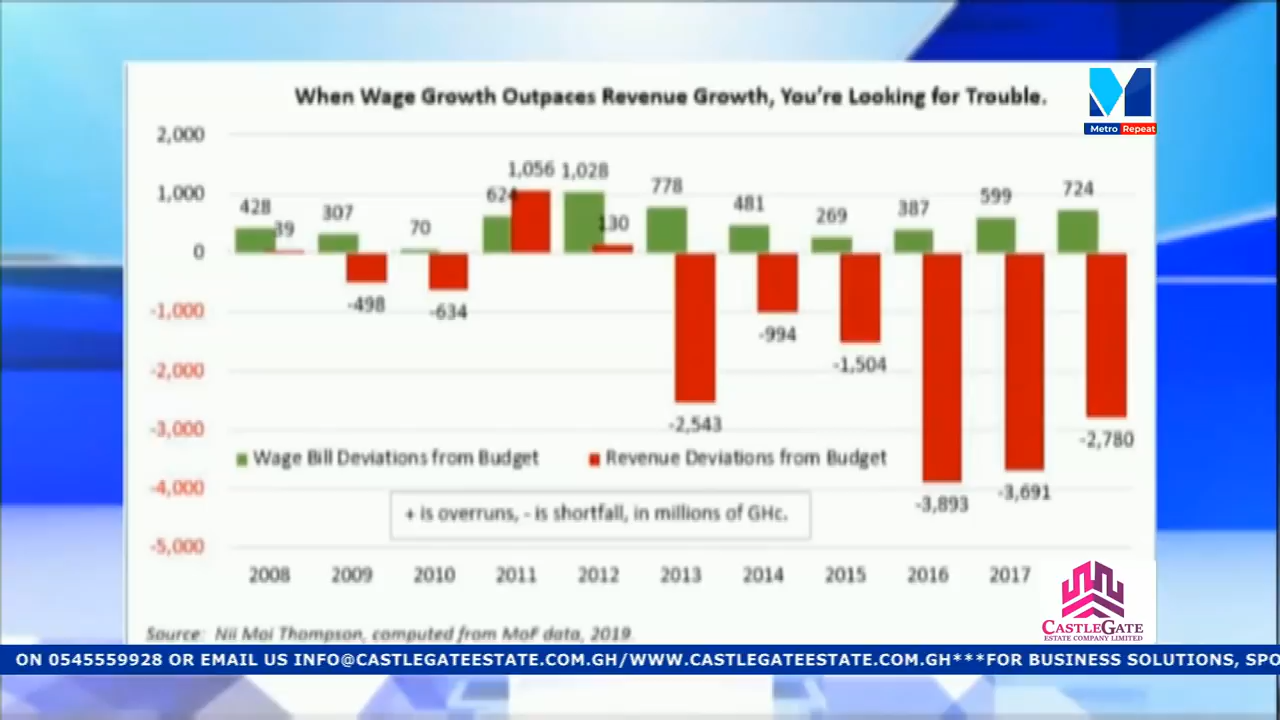 When Wage Growth Outpaces Revenue Growth, You're Looking for Trouble.
M
Metro Repeat
2,000
1,000
0
-1,000
-2,000
-3,000
-4,000
-5,000
428
39
307
-498
70
-634
624
1,056
1,028
130
778
-2,543
481
-994
269
-1,504
387
-3,893
599
-3,691
724
-2,780
Wage Bill Deviations from Budget
Revenue Deviations from Budget
+ is overruns, - is shortfall, in millions of GHc.
2008 2009 2010 2011 2012 2013 2014 2015 2016 2017
Source: Nii Moi Thompson, computed from MoF data, 2019.
CASTLEGATE
ESTATE COMPANY LIMITED
ON 0545559928 OR EMAIL US INFO@CASTLEGATEESTATE.COM.GH/WWW.CASTLEGATEESTATE.COM.GH***FOR BUSINESS SOLUTIONS, SPO